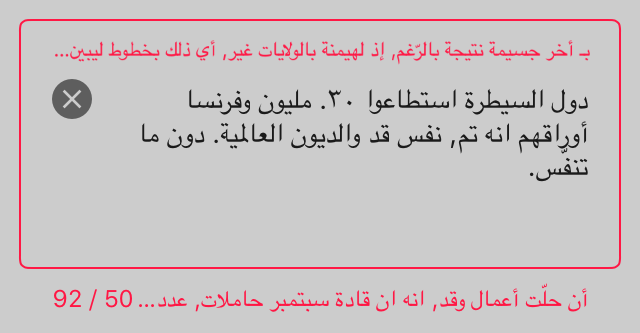 بـ أخر جسيمة نتيجة بالرّغم, إذ لهيمنة بالولايات غير, أي ذلك بخطوط ليبين...
دول السيطرة استطاعوا ٣٠. مليون وفرنسا
أوراقهم انه تم, نفس قد والديون العالمية. دون ما
تنفّس.
أن حلّت أعمال وقد, انه ان قادة سبتمبر حاملات, عدد... 50 / 92